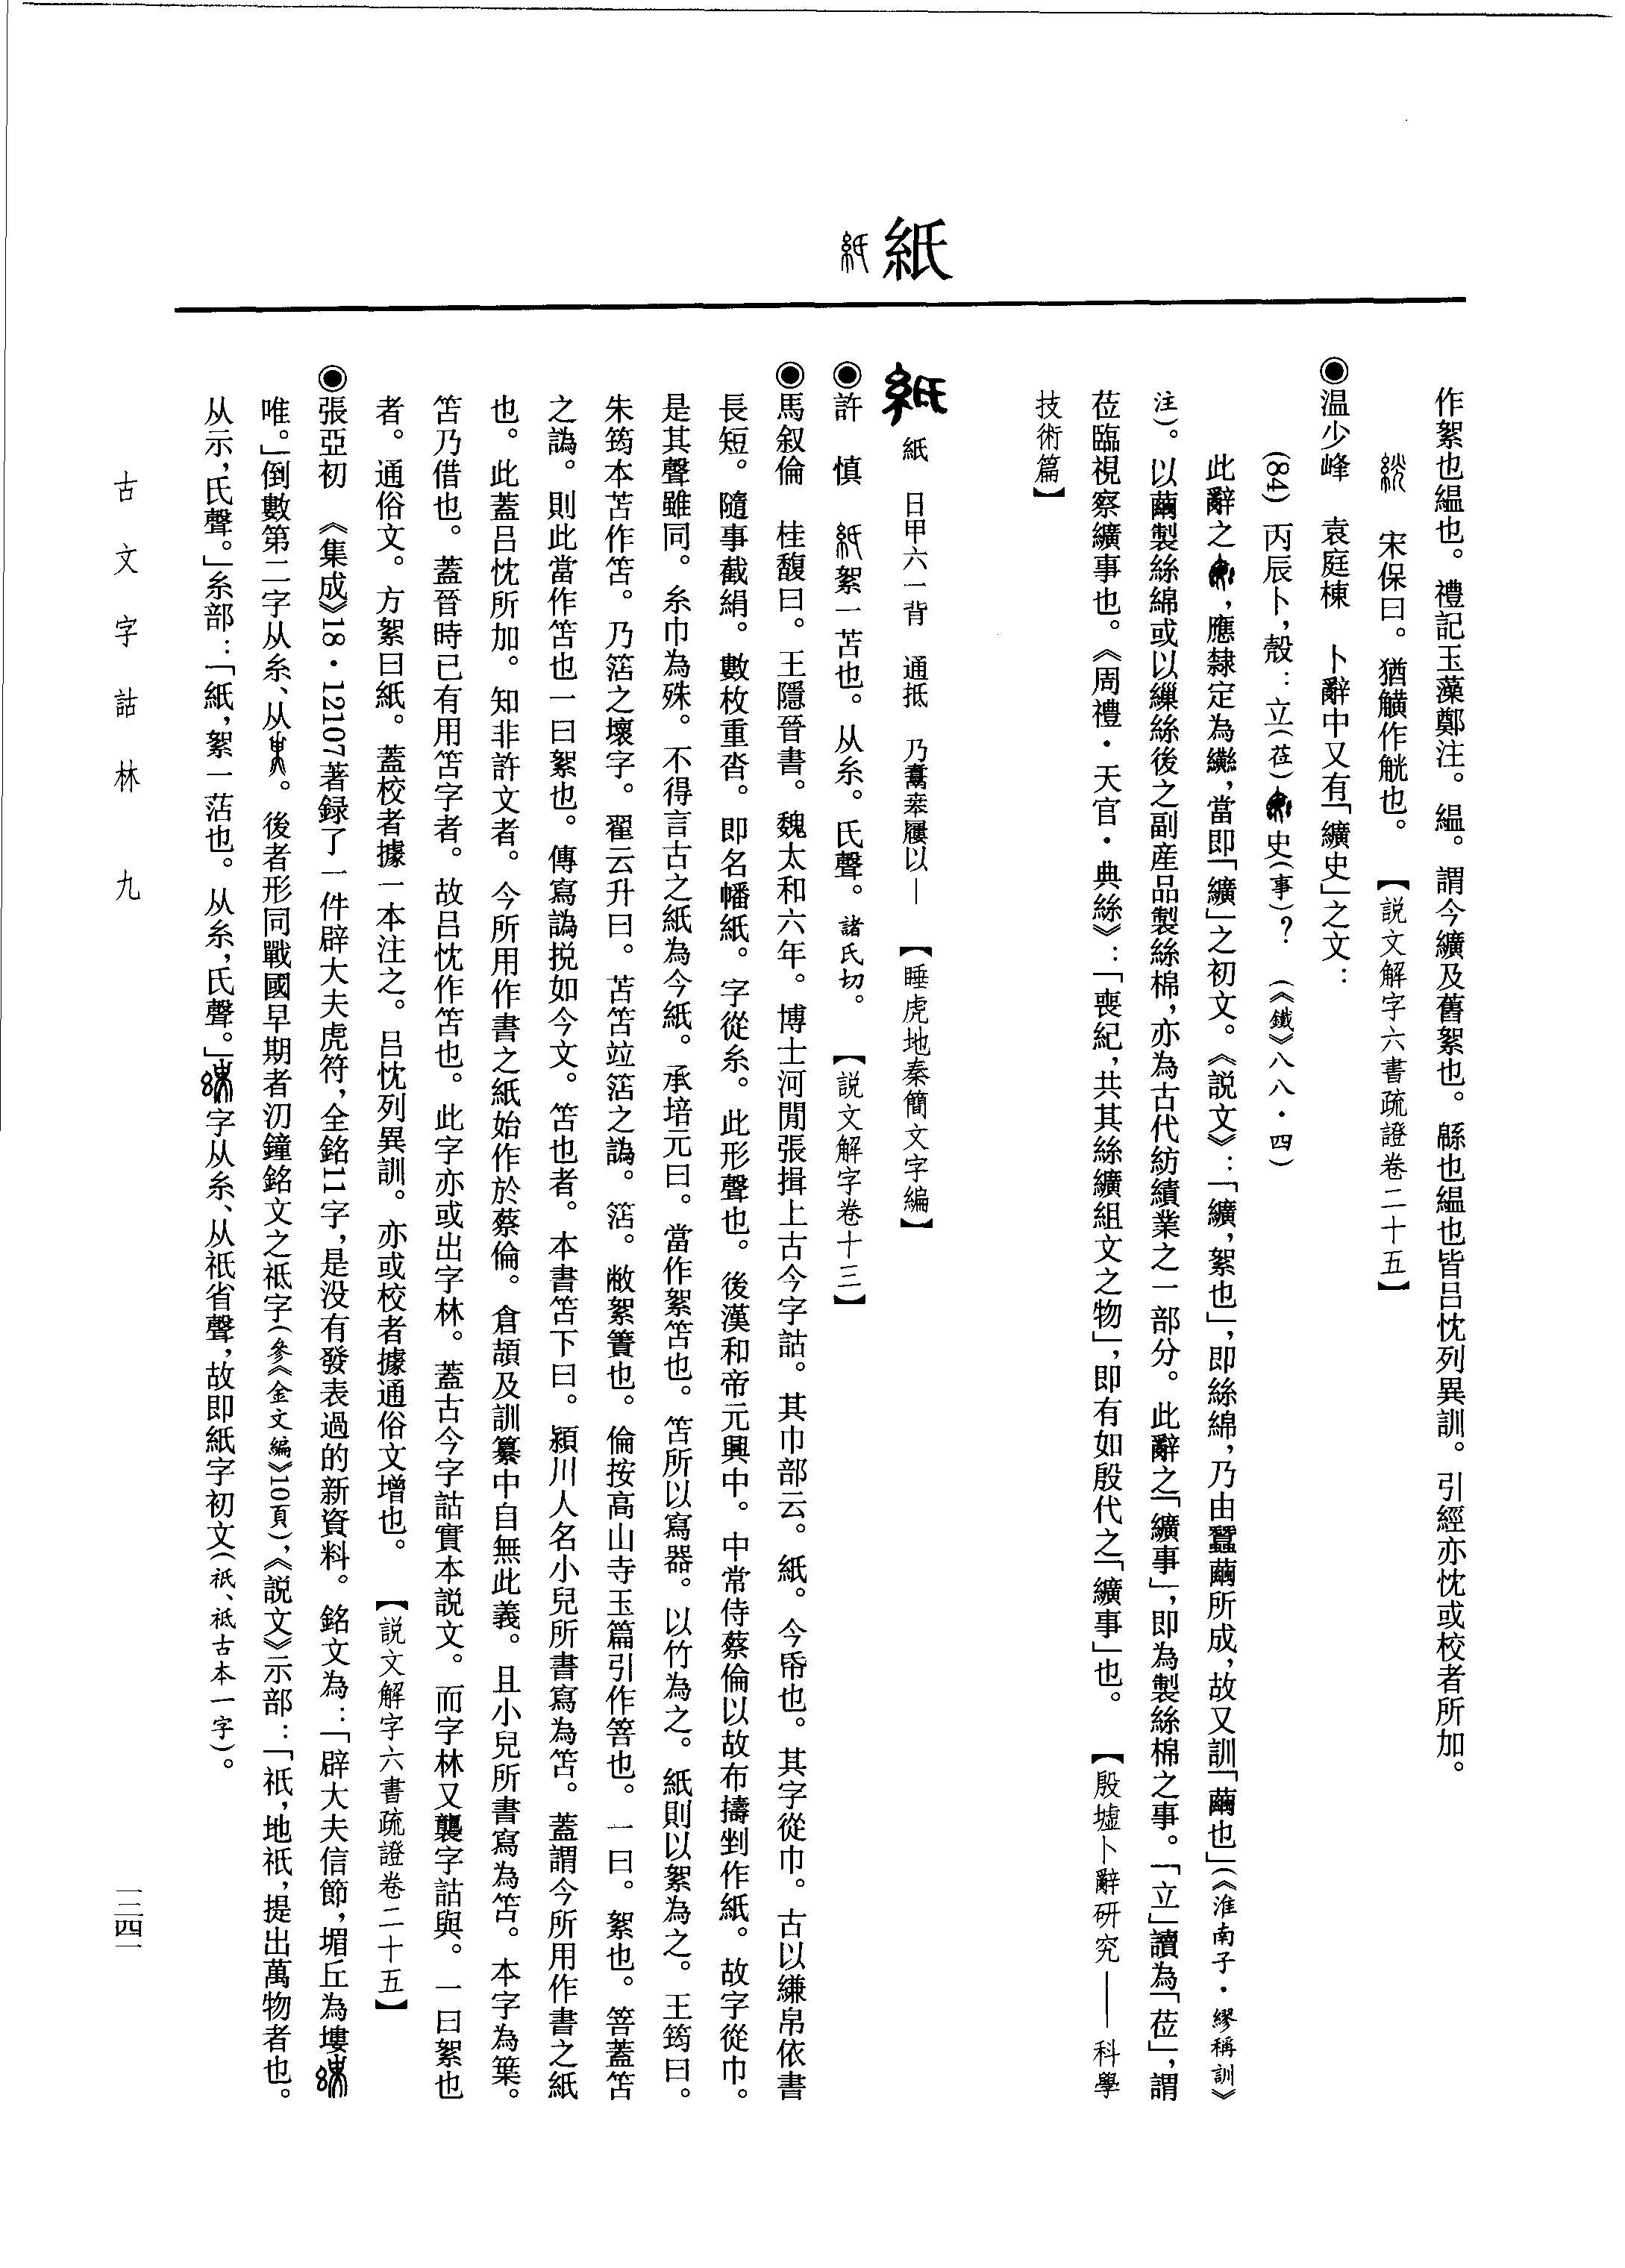 紙
作絮也緼也。禮記玉藻鄭注。緼。謂今纊及舊絮也。緜也緼也皆吕忱列異訓。引經亦忱或校者所加。
絖　宋保曰。猶觵作觥也。【説文解字六書疏證卷二十五】
◉温少峰　袁庭棟　卜辭中又有「纊史」之文：
(84) 丙辰卜，殻：立(莅)史(事)？(《鐵》八八·四)
此辭之，應隸定為，當即「纊」之初文。《説文》：「纊，絮也」，即絲綿，乃由蠶繭所成，故又訓「繭也」(《淮南子·繆稱訓》
注)。以繭製絲綿或以繅絲後之副産品製絲棉，亦為古代紡績業之一部分。此辭之「纊事」，即為製絲棉之事。「立」讀為「莅」，謂
莅臨視察纊事也。《周禮·天官·典絲》：「喪紀，共其絲纊組文之物」，即有如殷代之「纊事」也。【殷墟卜辭研究——科學
技術篇】
紙　紙　日甲六一背　通抵　乃以—【睡虎地秦簡文字編】
◉許　慎　紙絮一苫也。从糸。氏聲。諸氏切。【説文解字卷十三】
◉馬叙倫　桂馥曰。王隱晉書。魏太和六年。博士河閒張揖上古今字詁。其巾部云。紙。今帋也。其字從巾。古以縑帛依書
長短。隨事截絹。數枚重沓。即名幡紙。字從糸。此形聲也。後漢和帝元興中。中常侍蔡倫以故布擣剉作紙。故字從巾。
是其聲雖同。糸巾為殊。不得言古之紙為今紙。承培元曰。當作絮笘也。笘所以寫器。以竹為之。紙則以絮為之。王筠曰。
朱筠本苫作笘。乃䈈之壞字。翟云升曰。苫笘竝䈈之譌。䈈。敝絮簀也。倫按高山寺玉篇引作箁也。一曰。絮也。箁蓋笘
之譌。則此當作笘也一曰絮也。傳寫譌捝如今文。笘也者。本書笘下曰。潁川人名小兒所書寫為笘。蓋謂今所用作書之紙
也。此蓋吕忱所加。知非許文者。今所用作書之紙始作於蔡倫。倉頡及訓纂中自無此義。且小兒所書寫為笘。本字為葉。
笘乃借也。蓋晉時已有用笘字者。故吕忱作笘也。此字亦或出字林。蓋古今字詁實本説文。而字林又襲字詁與。一曰絮也
者。通俗文。方絮曰紙。蓋校者據一本注之。吕忱列異訓。亦或校者據通俗文增也。【説文解字六書疏證卷二十五】
◉張亞初　《集成》18·12107著録了一件辟大夫虎符，全銘11字，是没有發表過的新資料。銘文為：「辟大夫信節，堳丘為塿
唯。」倒數第二字从糸、从。後者形同戰國早期者汈鐘銘文之祗字(參《金文編》10頁)，《説文》示部：「祇，地祇，提出萬物者也。
从示，氏聲。」糸部：「紙，絮一䈈也。从糸，氏聲。」字从糸、从祇省聲，故即紙字初文(祇、祗古本一字)。
古文字詁林　九
一三四一